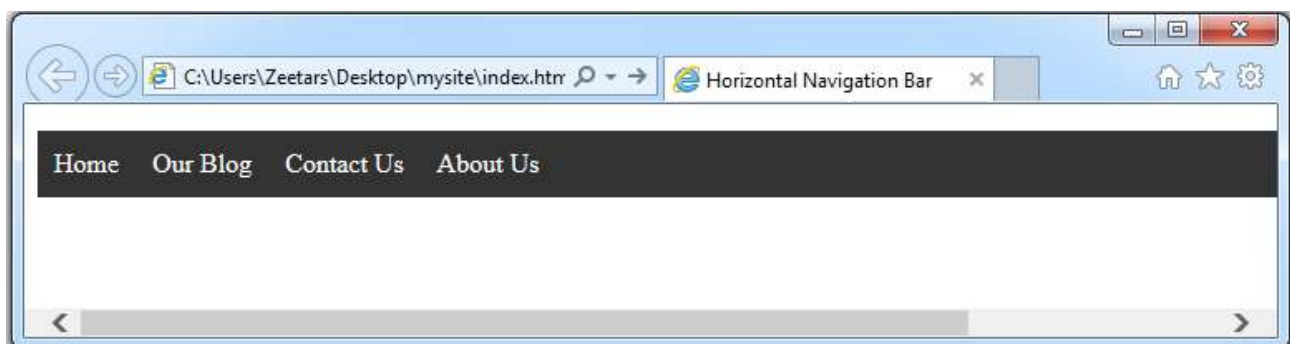 C:\Users\Zeetars\Desktop\mysite\index.htm
Horizontal Navigation Bar
Home Our Blog Contact Us About Us